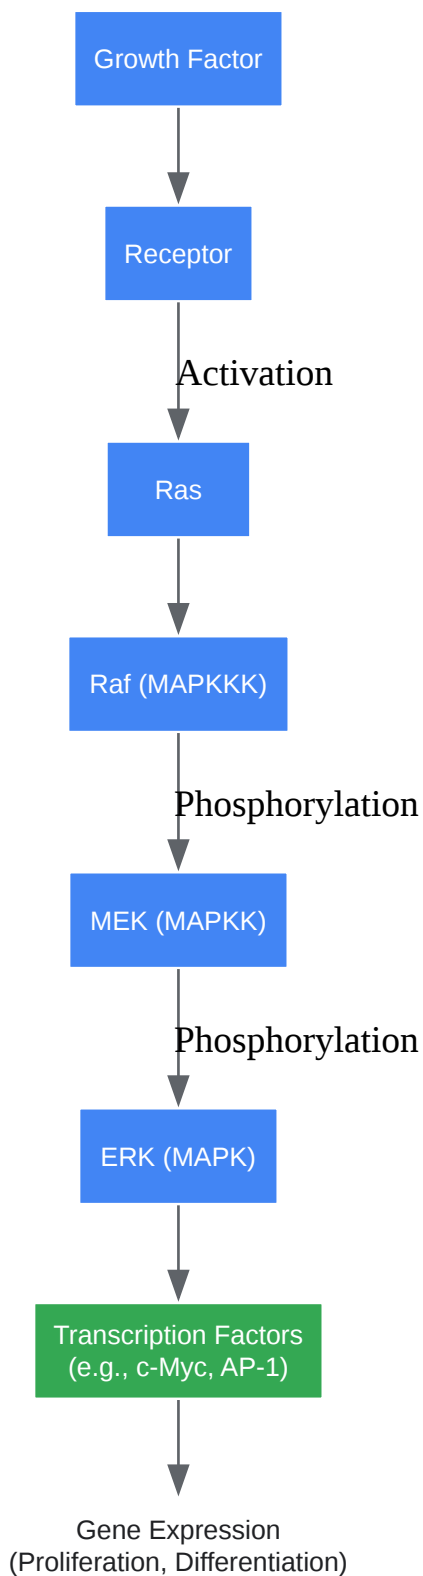 Growth Factor
Receptor
Activation
Ras
Raf (MAPKKK)
Phosphorylation
MEK (MAPKK)
Phosphorylation
ERK (MAPK)
Transcription Factors
(e.g., c-Myc, AP-1)
Gene Expression
(Proliferation, Differentiation)